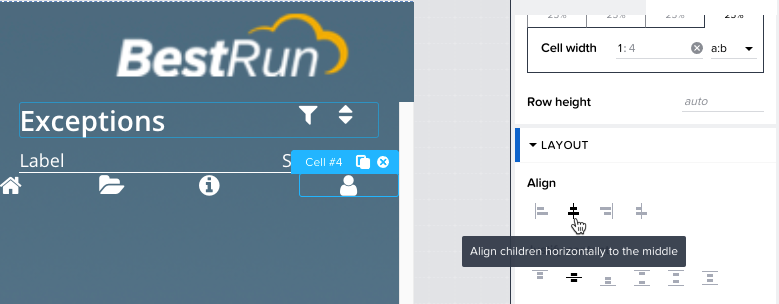 25% 25% 25% 25%
BestRun
Cell width 1: 4 a:b
Exceptions
Row height auto
LAYOUT
Label S
Cell #4
Align
Align children horizontally to the middle